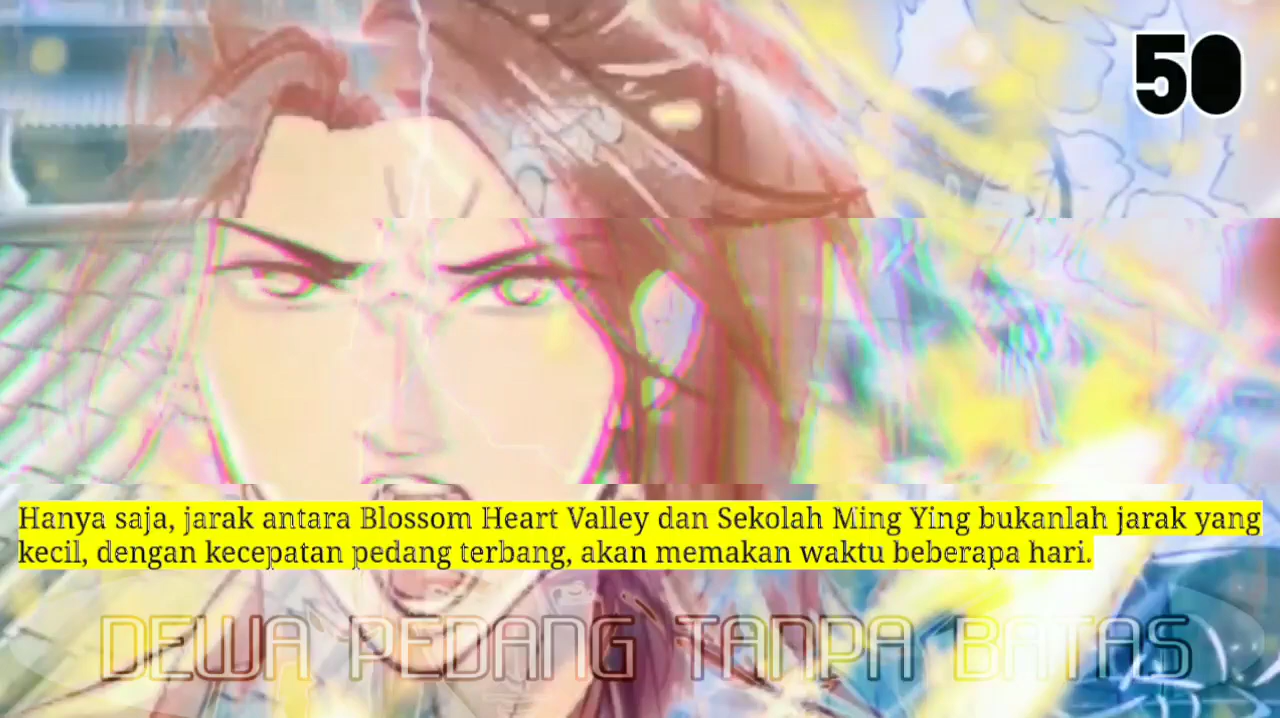 50
Hanya saja, jarak antara Blossom Heart Valley dan Sekolah Ming Ying bukanlah jarak yang
kecil, dengan kecepatan pedang terbang, akan memakan waktu beberapa hari.
DEWA PEDANG TANPA BATAS